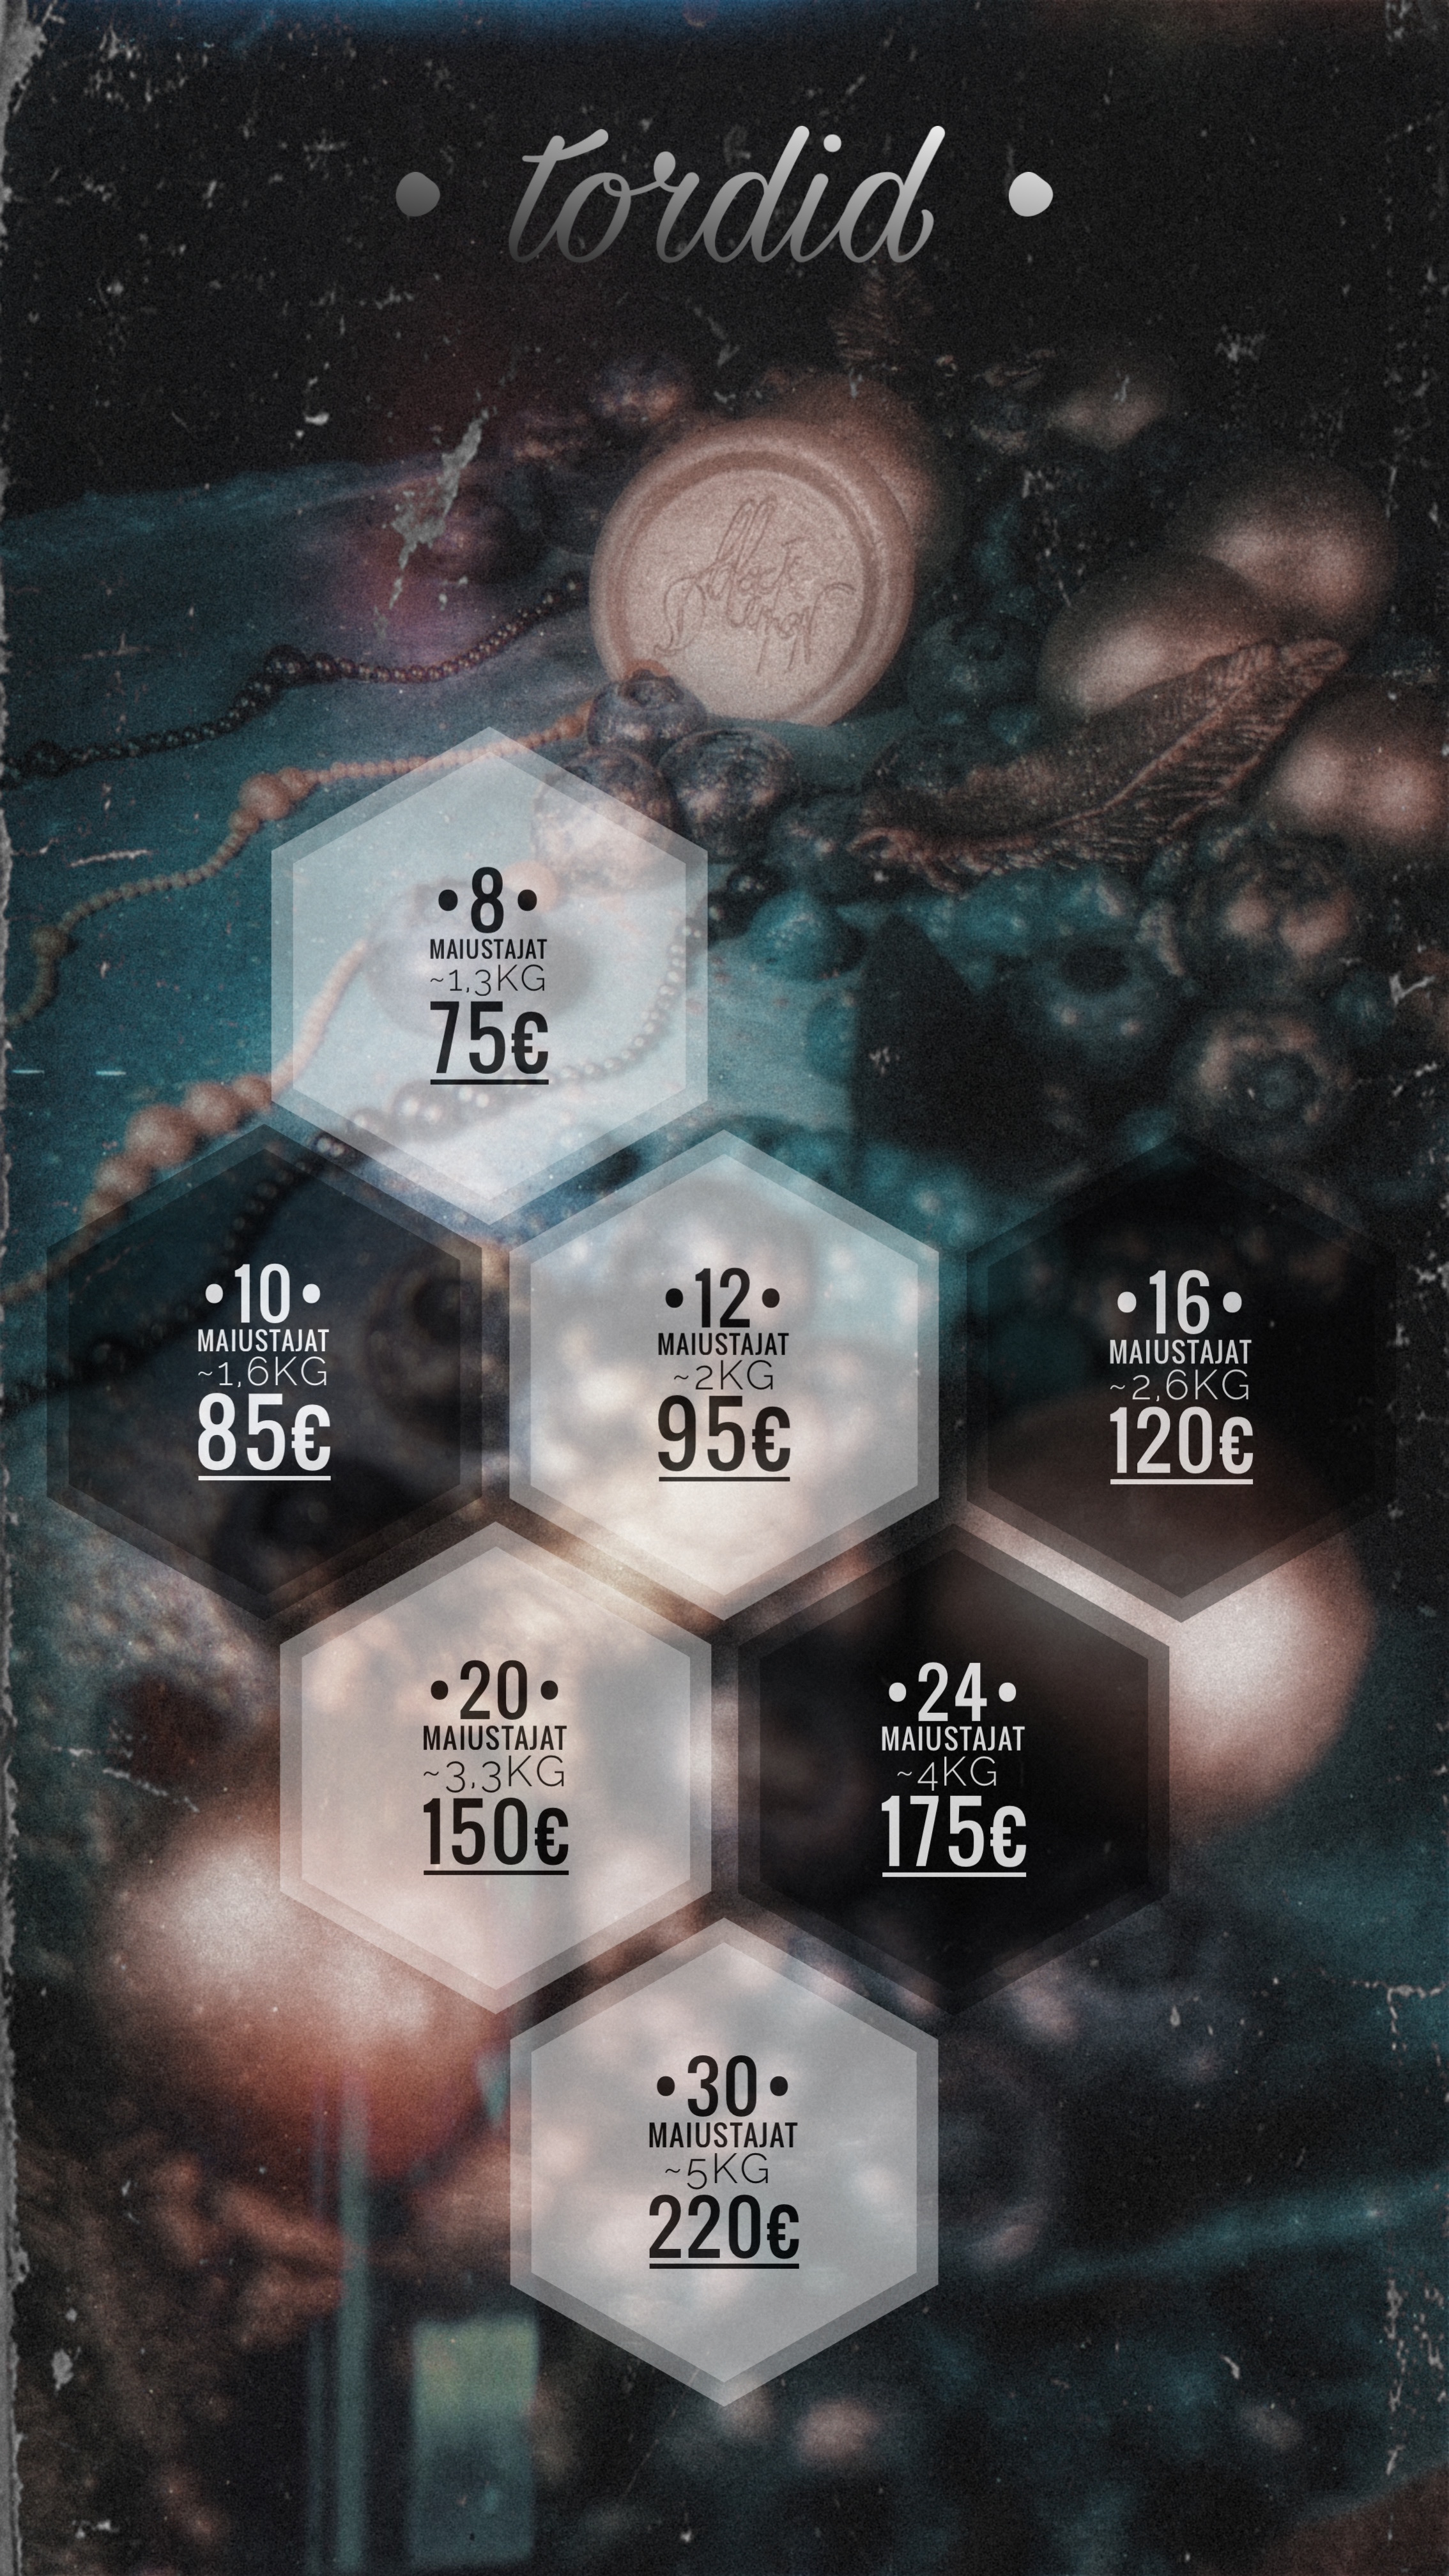 • tordid •
•8•
MAIUSTAJAT
~1,3KG
75€
•10•
MAIUSTAJAT
~1,6KG
85€
•12•
MAIUSTAJAT
~2KG
95€
•16•
MAIUSTAJAT
~2,6KG
120€
•20•
MAIUSTAJAT
~3,3KG
150€
•24•
MAIUSTAJAT
~4KG
175€
•30•
MAIUSTAJAT
~5KG
220€